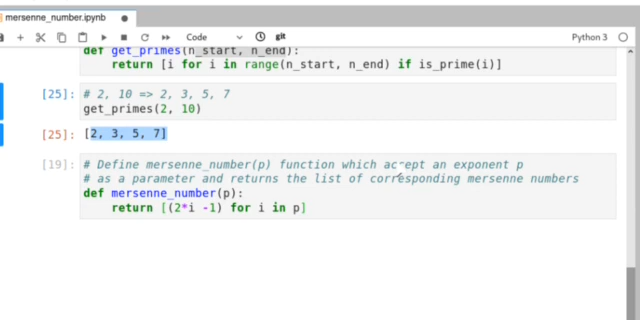 mersenne_number.ipynb
Code
git
Python 3
def get_primes(n_start, n_end):
return [i for i in range(n_start, n_end) if is_prime(i)]
[25]: # 2, 10 => 2, 3, 5, 7
get_primes(2, 10)
[25]: [2, 3, 5, 7]
[19]: # Define mersenne_number(p) function which accept an exponent p
# as a parameter and returns the list of corresponding mersenne numbers
def mersenne_number(p):
return [(2*i -1) for i in p]